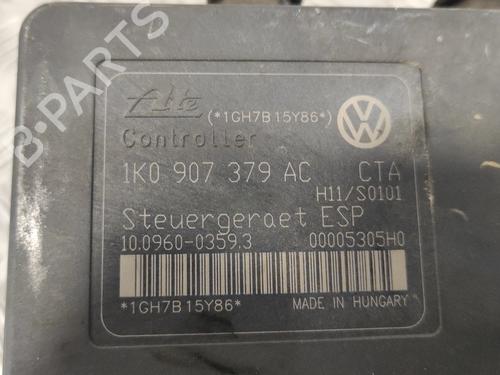 Ate (*1GH7B15Y86*)
Controller
1K0 907 379 AC CTA
H11/S0101
Steuergeraet ESP
10.0960-0359.3 00005305H0
*1GH7B15Y86*
MADE IN HUNGARY
B-PARTS